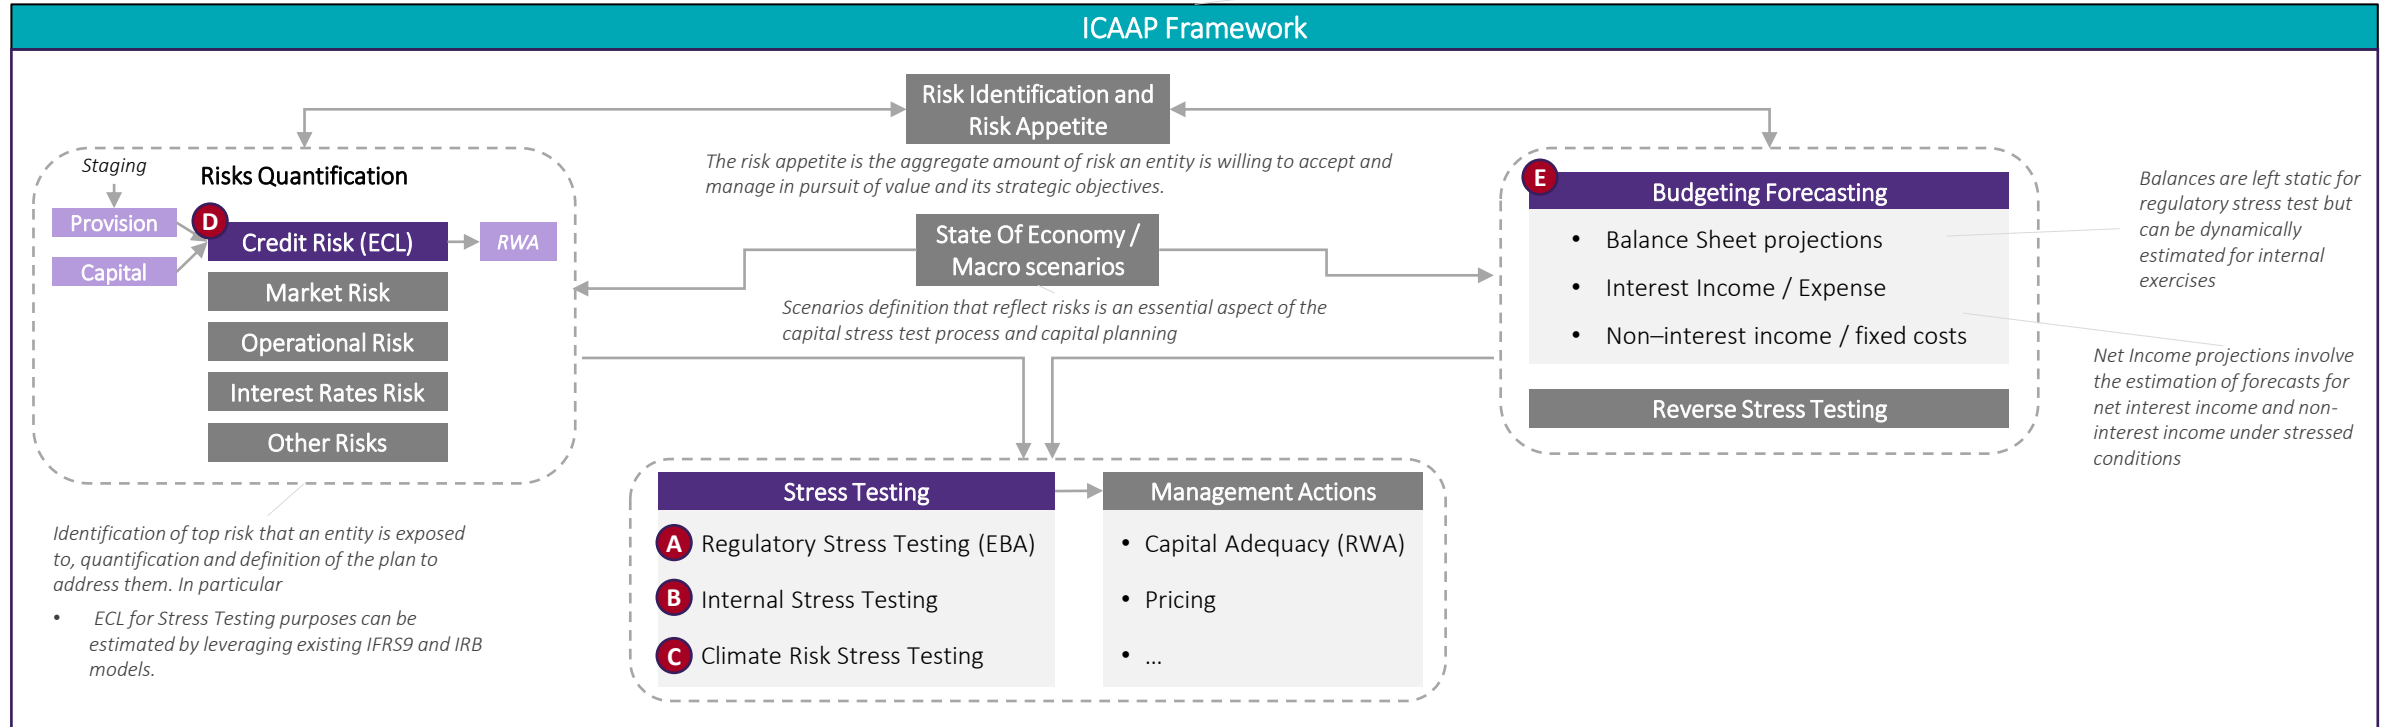 ICAAP Framework
Risk Identification and
Risk Appetite
The risk appetite is the aggregate amount of risk an entity is willing to accept and
manage in pursuit of value and its strategic objectives.
Staging
Risks Quantification
Provision
D
Credit Risk (ECL)
RWA
Capital
Market Risk
Operational Risk
Interest Rates Risk
Other Risks
Identification of top risk that an entity is exposed
to, quantification and definition of the plan to
address them. In particular
• ECL for Stress Testing purposes can be
estimated by leveraging existing IFRS9 and IRB
models.
State Of Economy /
Macro scenarios
Scenarios definition that reflect risks is an essential aspect of the
capital stress test process and capital planning
E
Budgeting Forecasting
• Balance Sheet projections
• Interest Income / Expense
• Non–interest income / fixed costs
Reverse Stress Testing
Balances are left static for
regulatory stress test but
can be dynamically
estimated for internal
exercises
Net Income projections involve
the estimation of forecasts for
net interest income and non-
interest income under stressed
conditions
Stress Testing
A Regulatory Stress Testing (EBA)
B Internal Stress Testing
C Climate Risk Stress Testing
Management Actions
• Capital Adequacy (RWA)
• Pricing
• ...